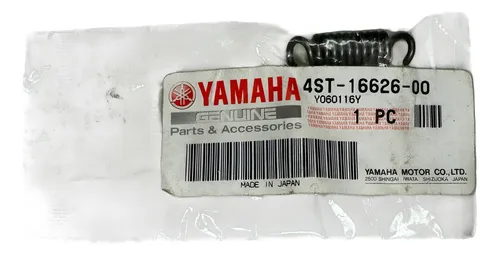 YAMAHA 4ST-16626-00
GENUINE Y060116Y
Parts & Accessories 1 PC
MADE IN JAPAN
YAMAHA MOTOR CO., LTD.
2500 SHINGAI IWATA SHIZUOKA JAPAN